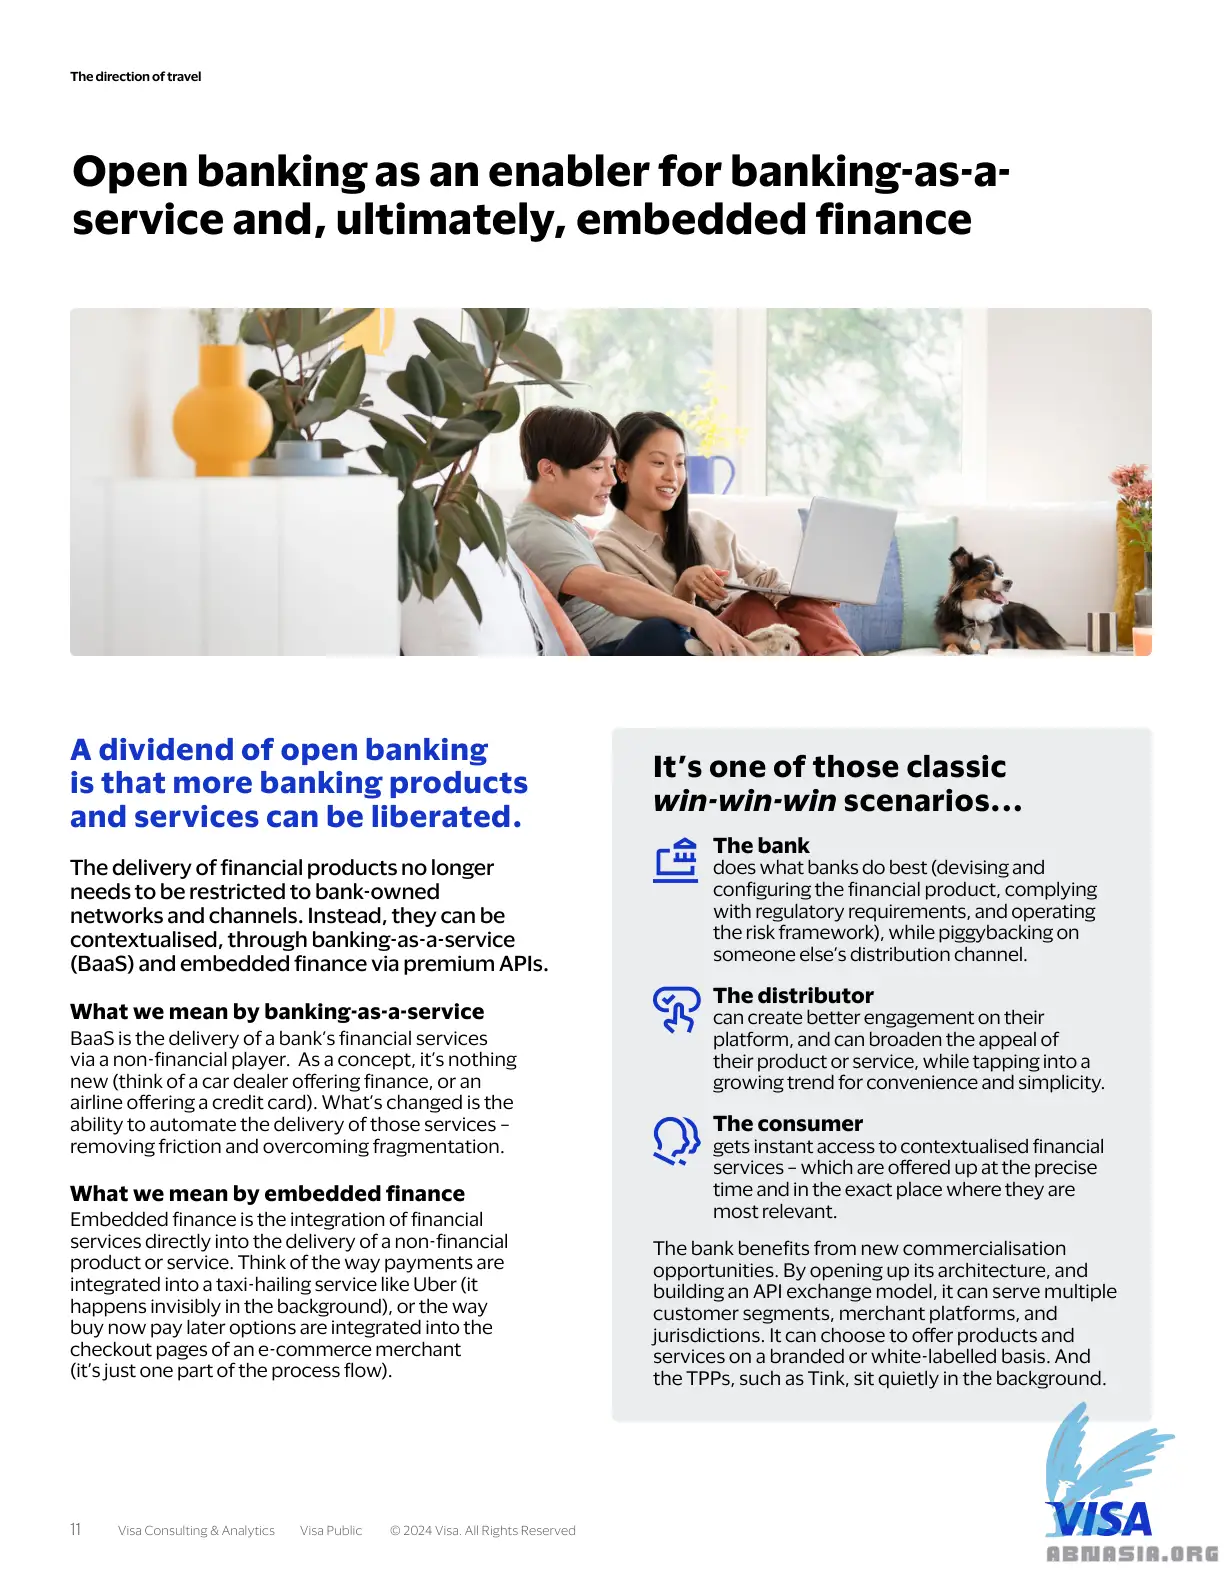 The direction of travel
Open banking as an enabler for banking-as-a-
service and, ultimately, embedded finance
A dividend of open banking
is that more banking products
and services can be liberated.
The delivery of financial products no longer
needs to be restricted to bank-owned
networks and channels. Instead, they can be
contextualised, through banking-as-a-service
(BaaS) and embedded finance via premium APIs.
What we mean by banking-as-a-service
BaaS is the delivery of a bank's financial services
via a non-financial player.  As a concept, it's nothing
new (think of a car dealer offering finance, or an
airline offering a credit card). What's changed is the
ability to automate the delivery of those services –
removing friction and overcoming fragmentation.
What we mean by embedded finance
Embedded finance is the integration of financial
services directly into the delivery of a non-financial
product or service. Think of the way payments are
integrated into a taxi-hailing service like Uber (it
happens invisibly in the background), or the way
buy now pay later options are integrated into the
checkout pages of an e-commerce merchant
(it's just one part of the process flow).
It's one of those classic
win-win-win scenarios...
The bank
does what banks do best (devising and
configuring the financial product, complying
with regulatory requirements, and operating
the risk framework), while piggybacking on
someone else's distribution channel.
The distributor
can create better engagement on their
platform, and can broaden the appeal of
their product or service, while tapping into a
growing trend for convenience and simplicity.
The consumer
gets instant access to contextualised financial
services – which are offered up at the precise
time and in the exact place where they are
most relevant.
The bank benefits from new commercialisation
opportunities. By opening up its architecture, and
building an API exchange model, it can serve multiple
customer segments, merchant platforms, and
jurisdictions. It can choose to offer products and
services on a branded or white-labelled basis. And
the TPPs, such as Tink, sit quietly in the background.
11 Visa Consulting & Analytics Visa Public © 2024 Visa. All Rights Reserved
VISA
ABNASIA.ORG